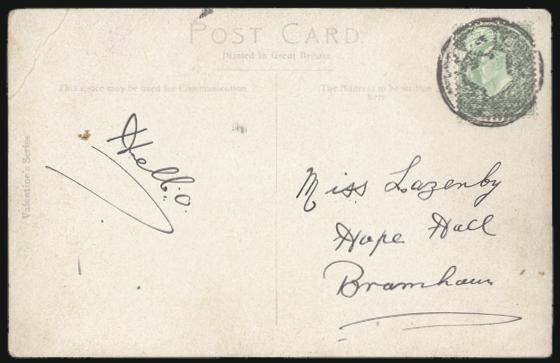 POST CARD
Printed in Great Britain.
This space may be used for Communication.
The Address to be written
here
Valentine's Series
Hello.
Miss Lazenby
Hope Hall
Bramham